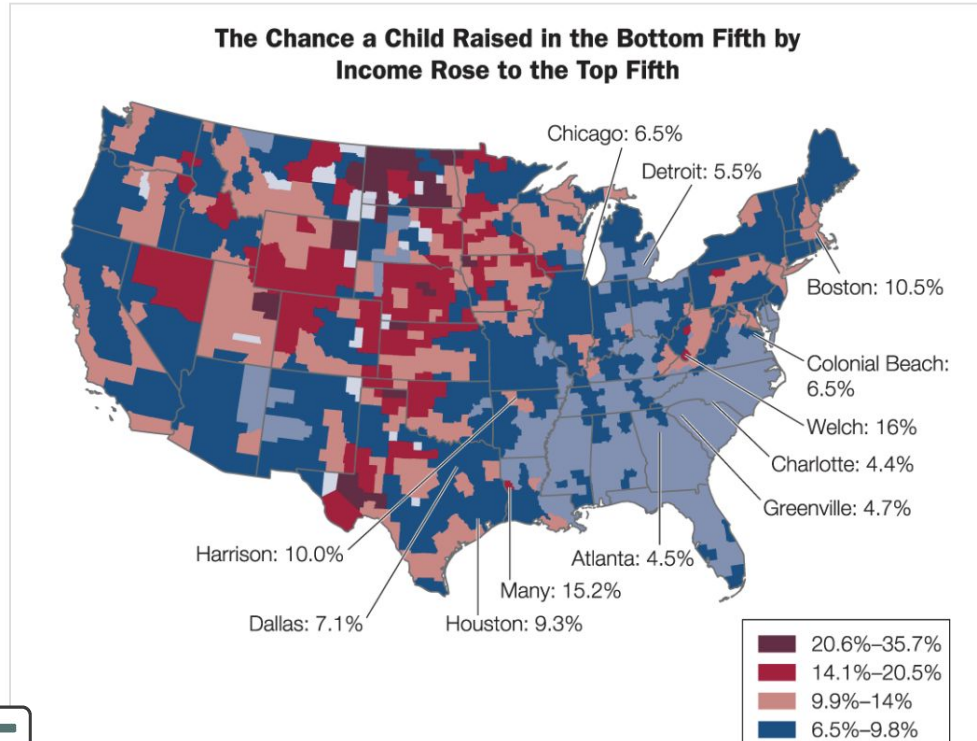 The Chance a Child Raised in the Bottom Fifth by
Income Rose to the Top Fifth
Chicago: 6.5%
Detroit: 5.5%
Boston: 10.5%
Colonial Beach:
6.5%
Welch: 16%
Charlotte: 4.4%
Greenville: 4.7%
Atlanta: 4.5%
Harrison: 10.0%
Many: 15.2%
Dallas: 7.1%
Houston: 9.3%
20.6%–35.7%
14.1%–20.5%
9.9%–14%
6.5%–9.8%